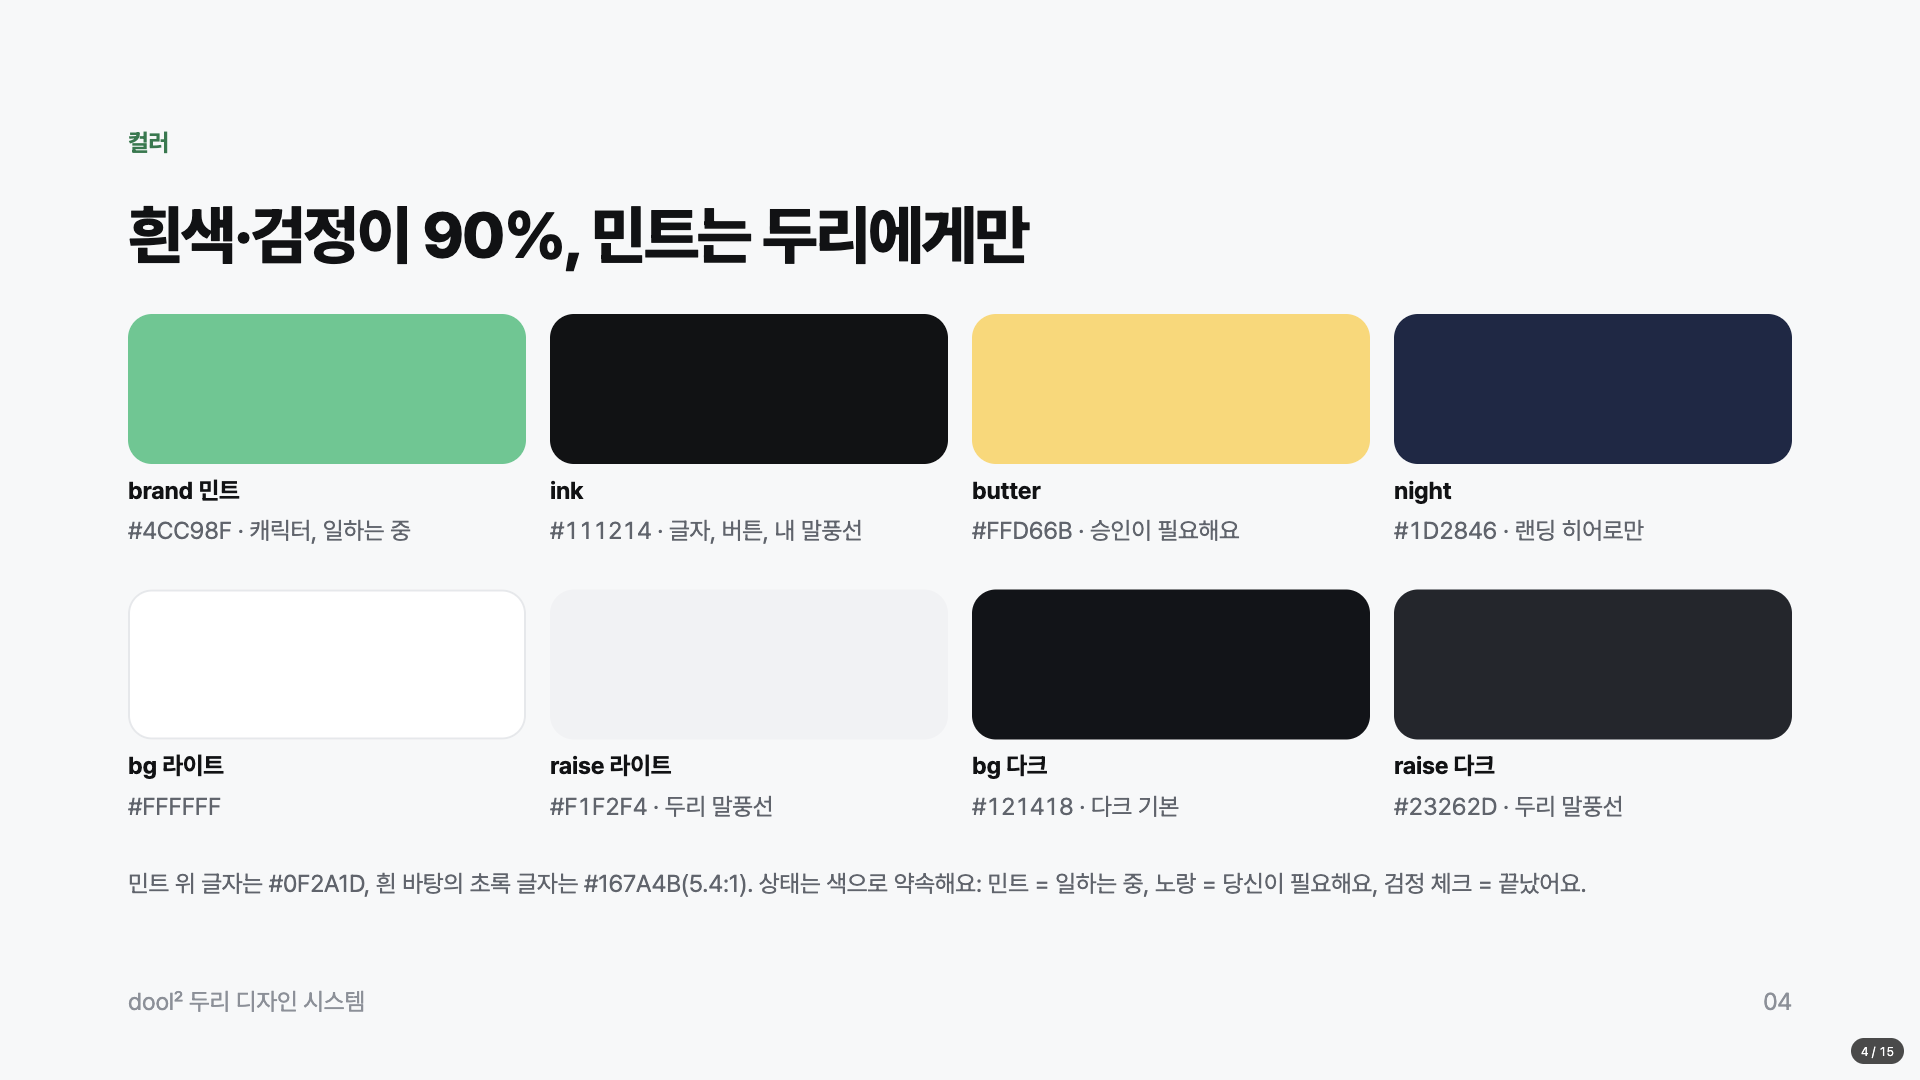 컬러
흰색·검정이 90%, 민트는 두리에게만
brand 민트
#4CC98F · 캐릭터, 일하는 중
ink
#111214 · 글자, 버튼, 내 말풍선
butter
#FFD66B · 승인이 필요해요
night
#1D2846 · 랜딩 히어로만
bg 라이트
#FFFFFF
raise 라이트
#F1F2F4 · 두리 말풍선
bg 다크
#121418 · 다크 기본
raise 다크
#23262D · 두리 말풍선
민트 위 글자는 #0F2A1D, 흰 바탕의 초록 글자는 #167A4B(5.4:1). 상태는 색으로 약속해요: 민트 = 일하는 중, 노랑 = 당신이 필요해요, 검정 체크 = 끝났어요.
dool² 두리 디자인 시스템
04
4 / 15